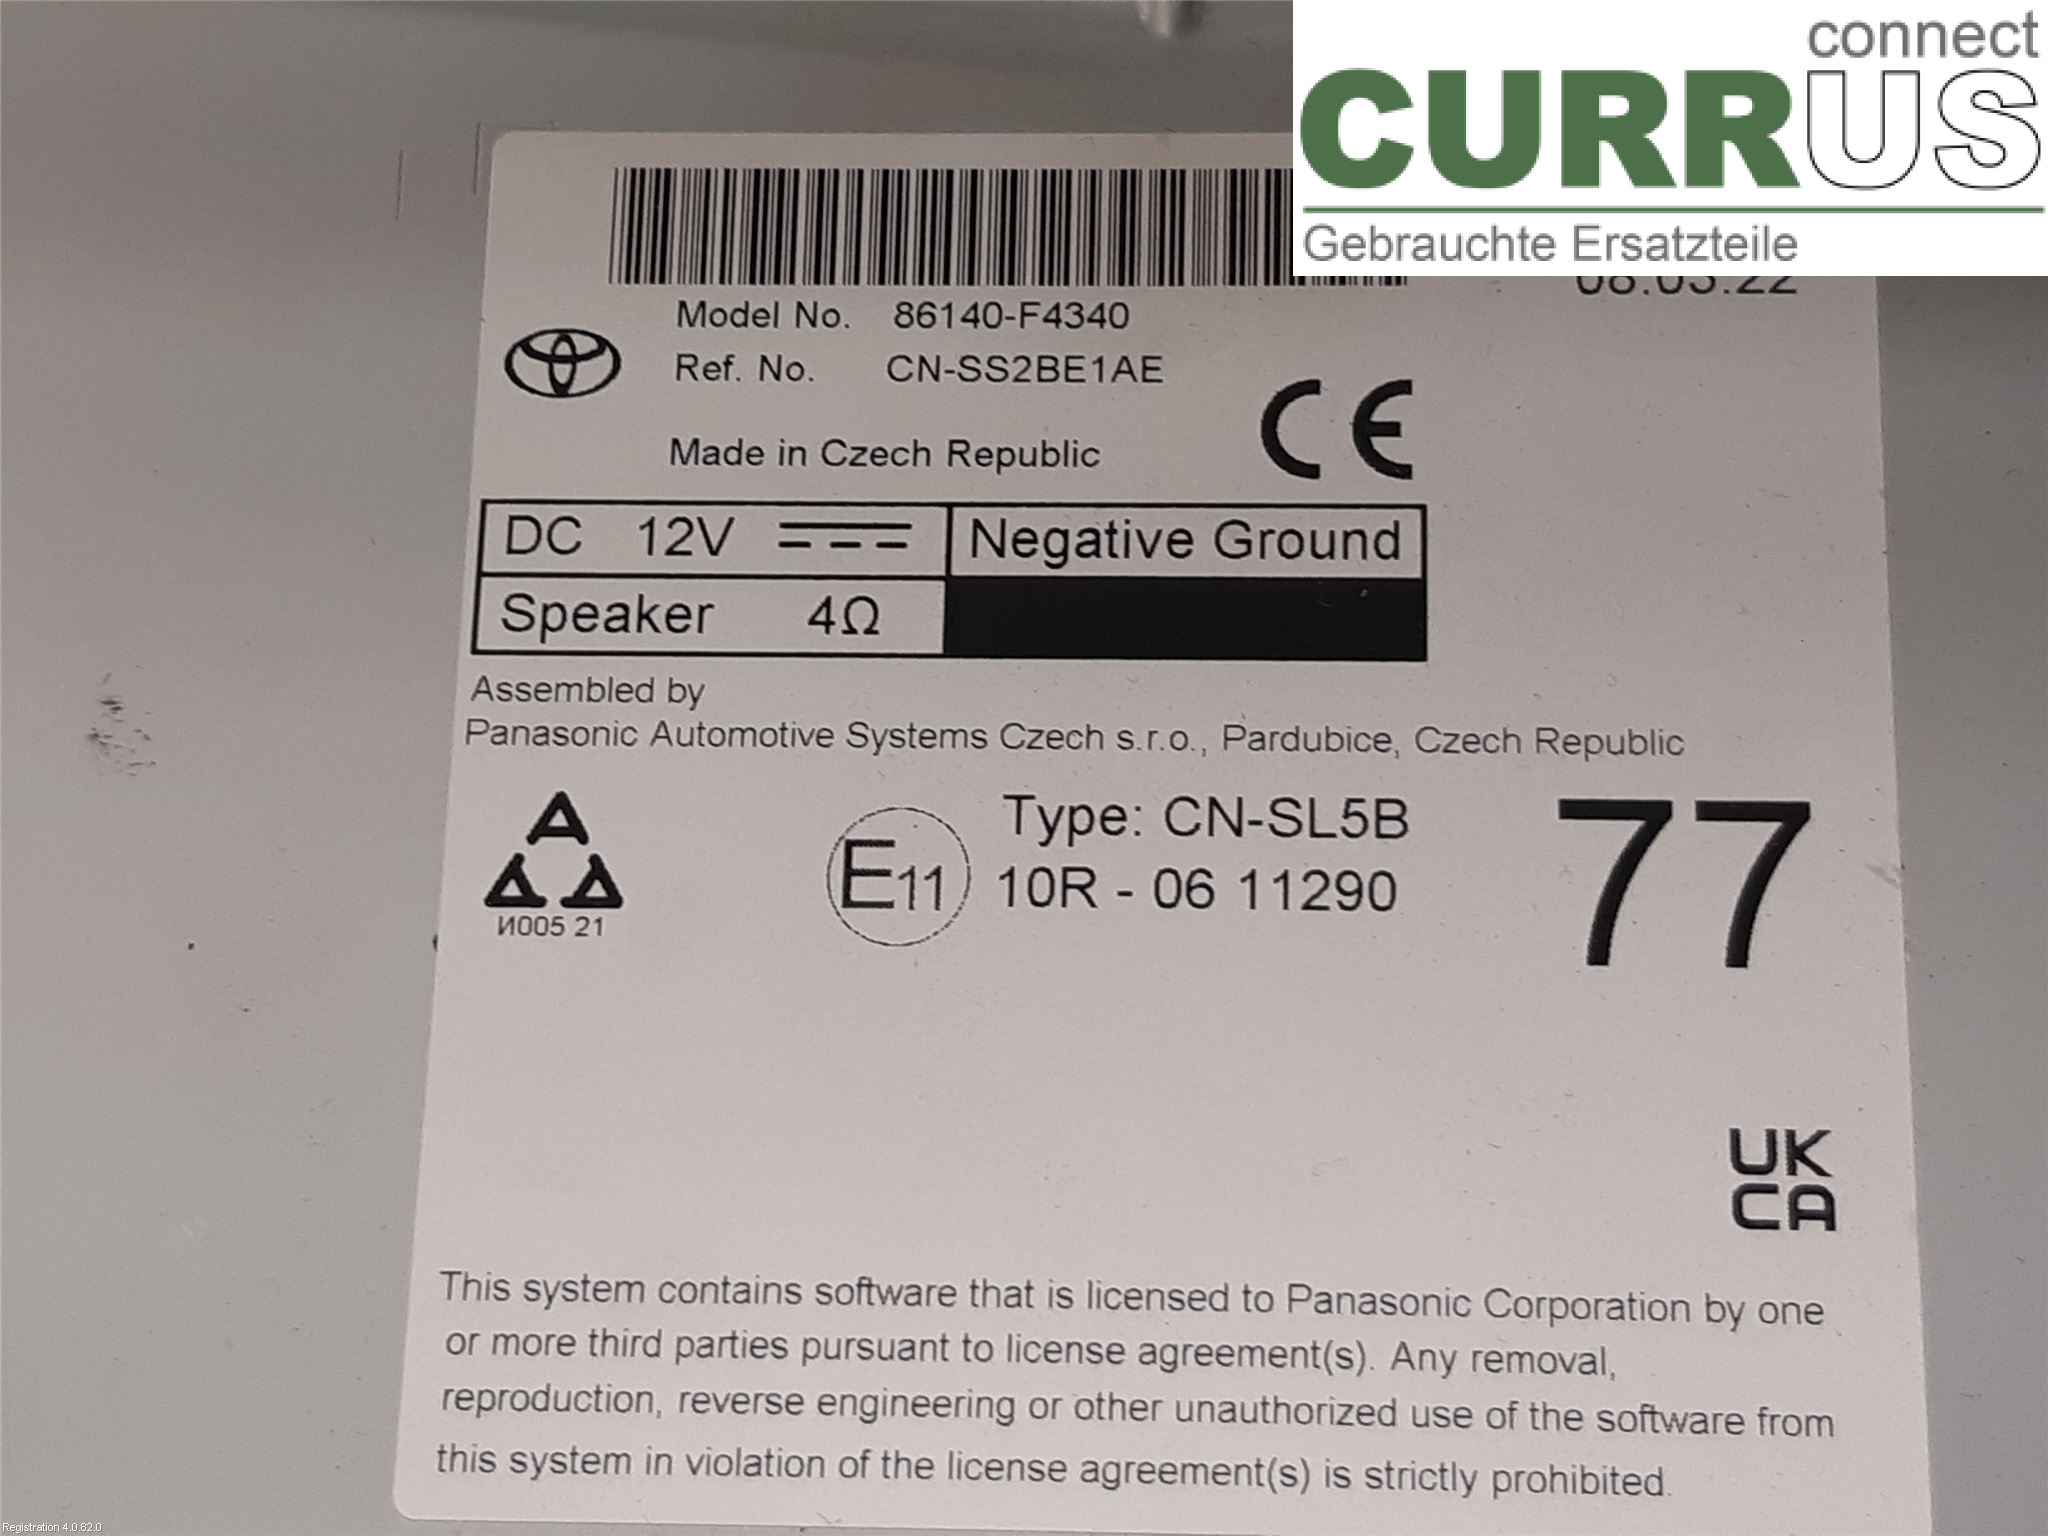 connect
CURRUS
Gebrauchte Ersatzteile
Model No. 86140-F4340
Ref. No. CN-SS2BE1AE
Made in Czech Republic
CE
DC 12V Negative Ground
Speaker 4Ω
Assembled by
Panasonic Automotive Systems Czech s.r.o., Pardubice, Czech Republic
И005 21
E11
Type: CN-SL5B
10R - 06 11290
77
UK
CA
This system contains software that is licensed to Panasonic Corporation by one
or more third parties pursuant to license agreement(s). Any removal,
reproduction, reverse engineering or other unauthorized use of the software from
this system in violation of the license agreement(s) is strictly prohibited.
Registration 4.0.82.0